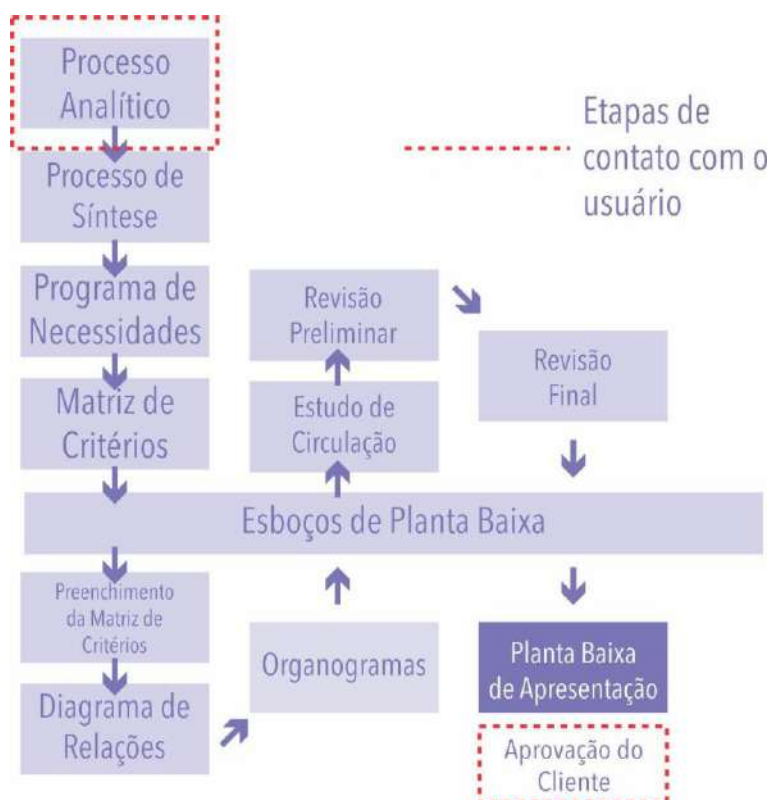 Processo
Analítico
Etapas de
contato com o
usuário
Processo de
Síntese
Programa de
Necessidades
Revisão
Preliminar
Revisão
Final
Matriz de
Critérios
Estudo de
Circulação
Esboços de Planta Baixa
Preenchimento
da Matriz de
Critérios
Organogramas
Planta Baixa
de Apresentação
Diagrama de
Relações
Aprovação do
Cliente